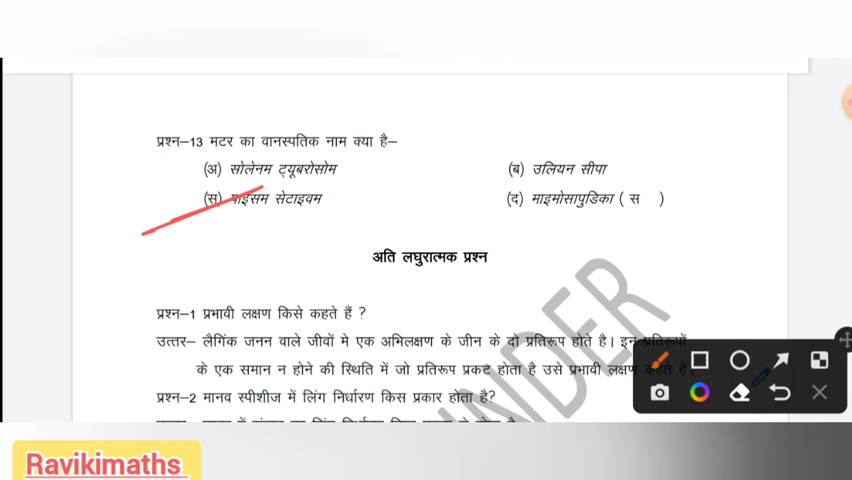 प्रश्न–13 मटर का वानस्पतिक नाम क्या है–
(अ) सोलेनम ट्यूबरोसोम (ब) उलियन सीपा
(स) पाईसम सेटाइवम (द) माइमोसापुडिका ( स )
अति लघुरात्मक प्रश्न
प्रश्न–1 प्रभावी लक्षण किसे कहते हैं ?
उत्तर– लैगिंक जनन वाले जीवों मे एक अभिलक्षण के जीन के दो प्रतिरूप होते है। इन प्रतिरूपों
के एक समान न होने की स्थिति में जो प्रतिरूप प्रकट होता है उसे प्रभावी लक्षण कहते हैं।
प्रश्न–2 मानव स्पीशीज में लिंग निर्धारण किस प्रकार होता है?
Ravikimaths